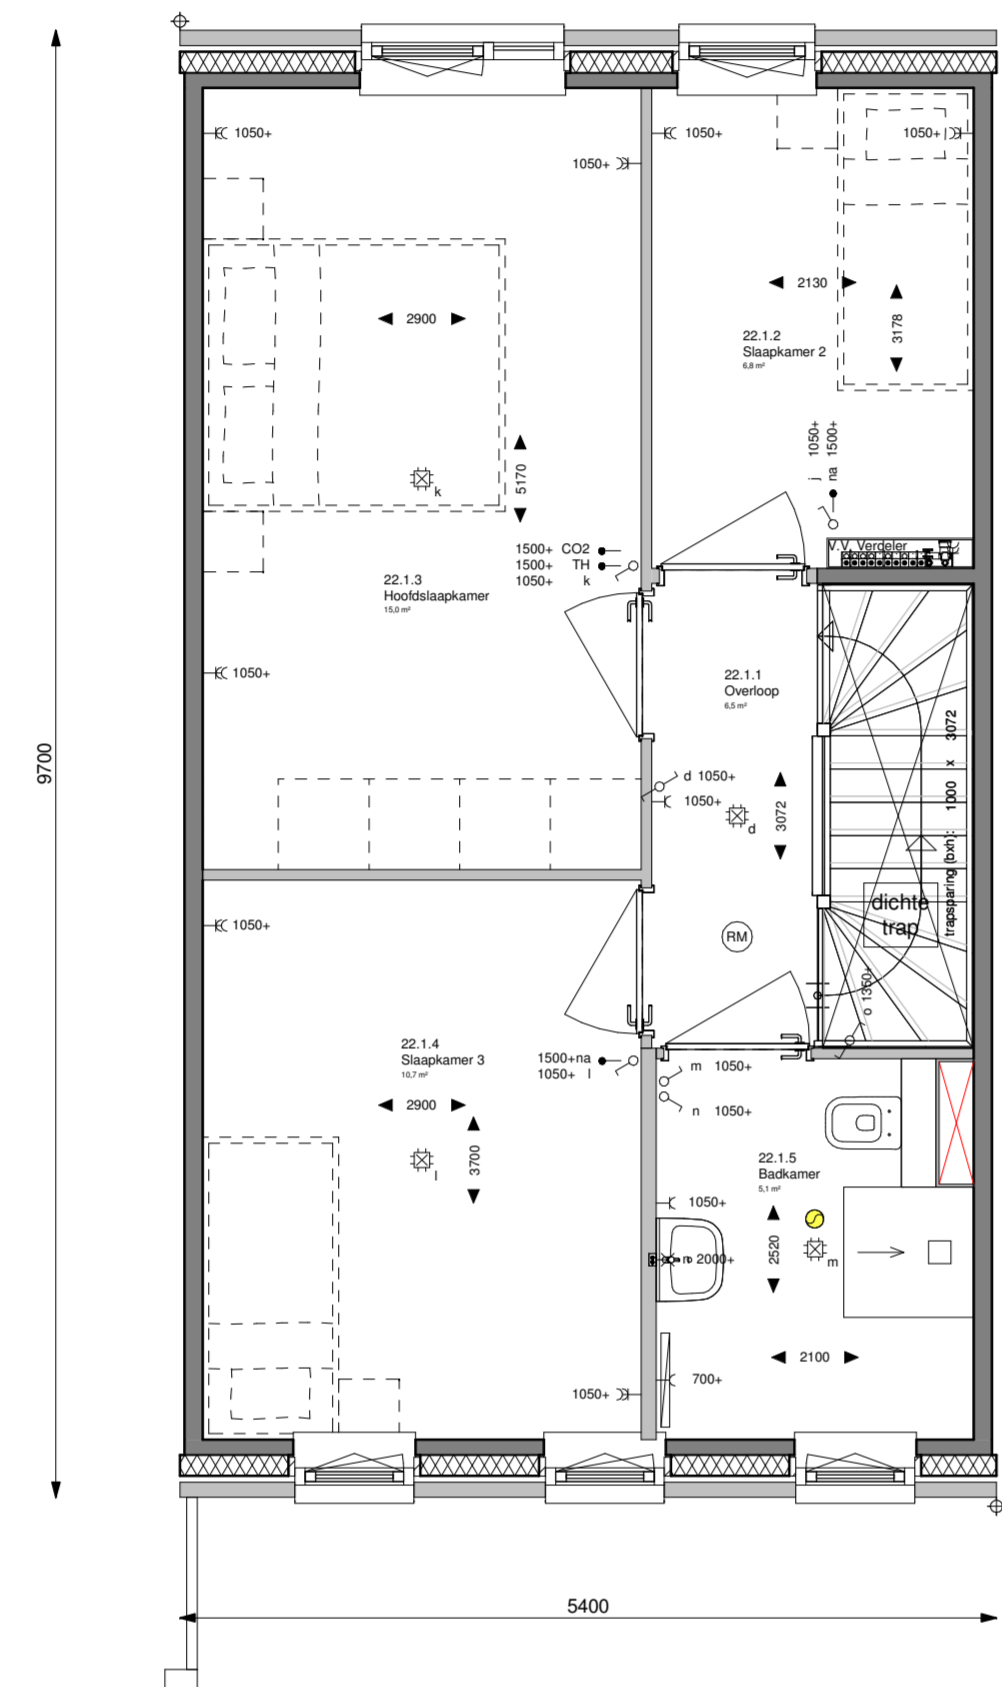 1050+
1050+
1050+
1050+
2900
2130
3178
22.1.2
Slaapkamer 2
6,8 m²
5170
k
j 1050+
na 1500+
1500+ CO2
1500+ TH
1050+ k
V.V. Verdeler
22.1.3
Hoofdslaapkamer
15,0 m²
1050+
22.1.1
Overloop
6,5 m²
9700
d 1050+
1050+
d
3072
trapsparing (bxh): 1000 x 3072
dichte
trap
1050+
RM
o 1350+
22.1.4
Slaapkamer 3
10,7 m²
1500+na
1050+ l
m 1050+
n 1050+
2900
3700
l
22.1.5
Badkamer
5,1 m²
1050+
2520
m
n 2000+
2100
700+
1050+
5400